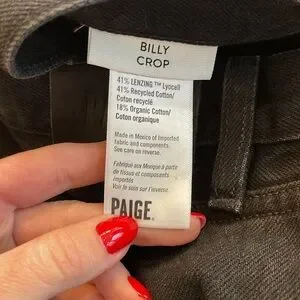 BILLY
CROP
41% LENZING™ Lyocell
41% Recycled Cotton/
Coton recyclé
18% Organic Cotton/
Coton organique
Made in Mexico of imported
fabric and components.
See care on reverse.
Fabriqué aux Mexique à partir
de tissus et composants
importés
Voir le soin sur l'inverse.
PAIGE.